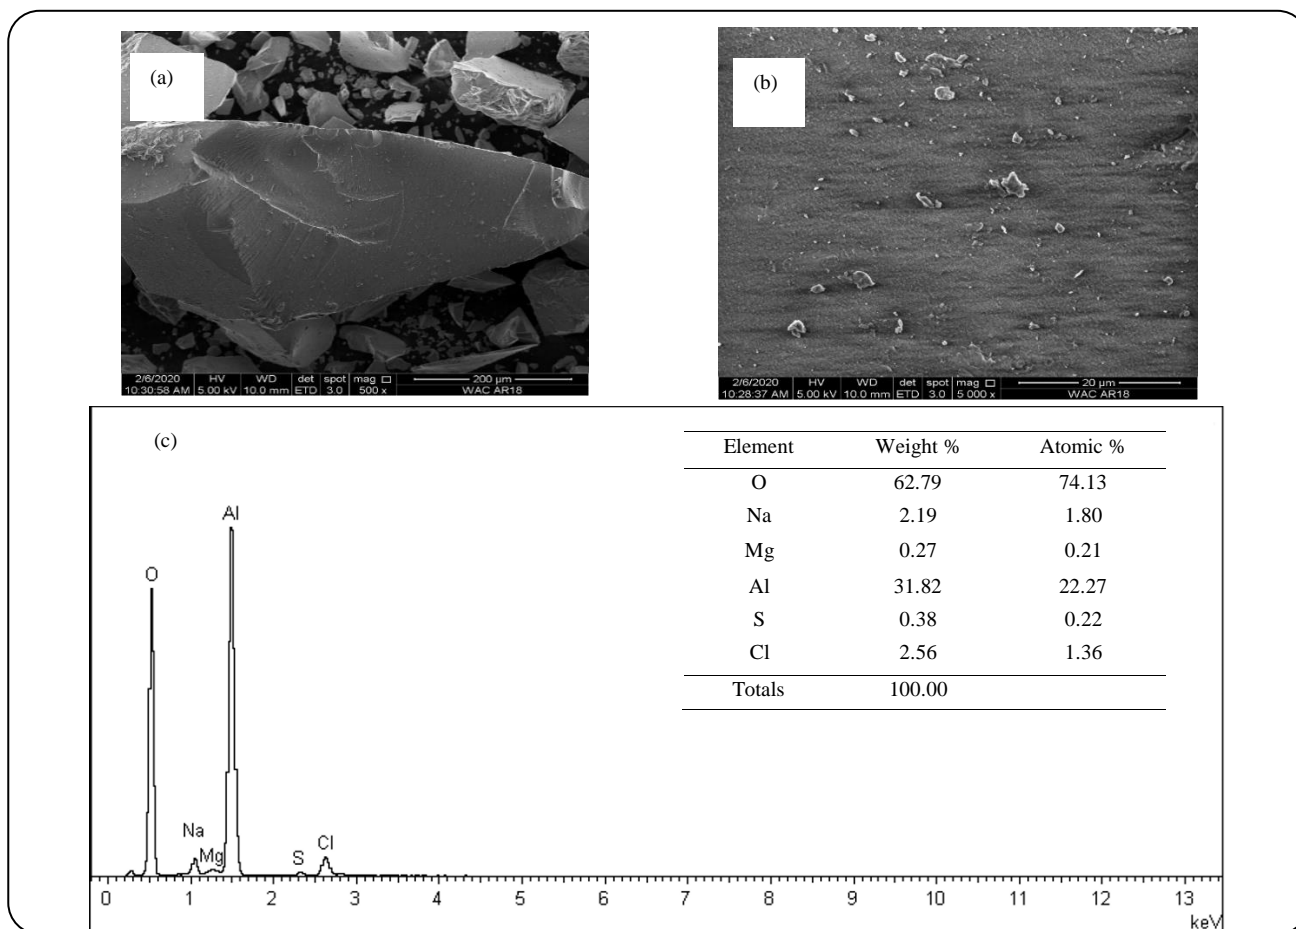 (a)
2/6/2020 HV WD det spot mag □ 200 µm
10:30:58 AM 5.00 kV 10.0 mm ETD 3.0 500 x WAC AR18
(b)
2/6/2020 HV WD det spot mag □ 20 µm
10:28:37 AM 5.00 kV 10.0 mm ETD 3.0 5 000 x WAC AR18
(c)
Element Weight % Atomic %
O 62.79 74.13
Na 2.19 1.80
Mg 0.27 0.21
Al 31.82 22.27
S 0.38 0.22
Cl 2.56 1.36
Totals 100.00
Al
O
Na
Mg
S
Cl
0 1 2 3 4 5 6 7 8 9 10 11 12 13
keV